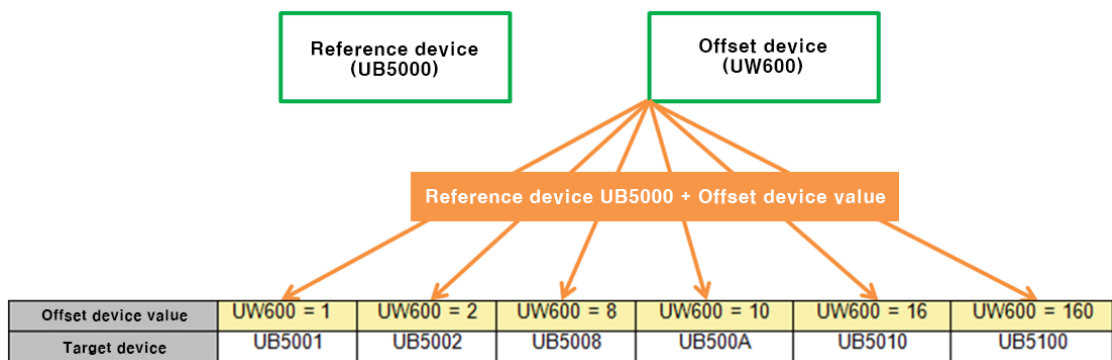 Reference device
(UB5000)
Offset device
(UW600)
Reference device UB5000 + Offset device value
Offset device value UW600 = 1 UW600 = 2 UW600 = 8 UW600 = 10 UW600 = 16 UW600 = 160
Target device UB5001 UB5002 UB5008 UB500A UB5010 UB5100